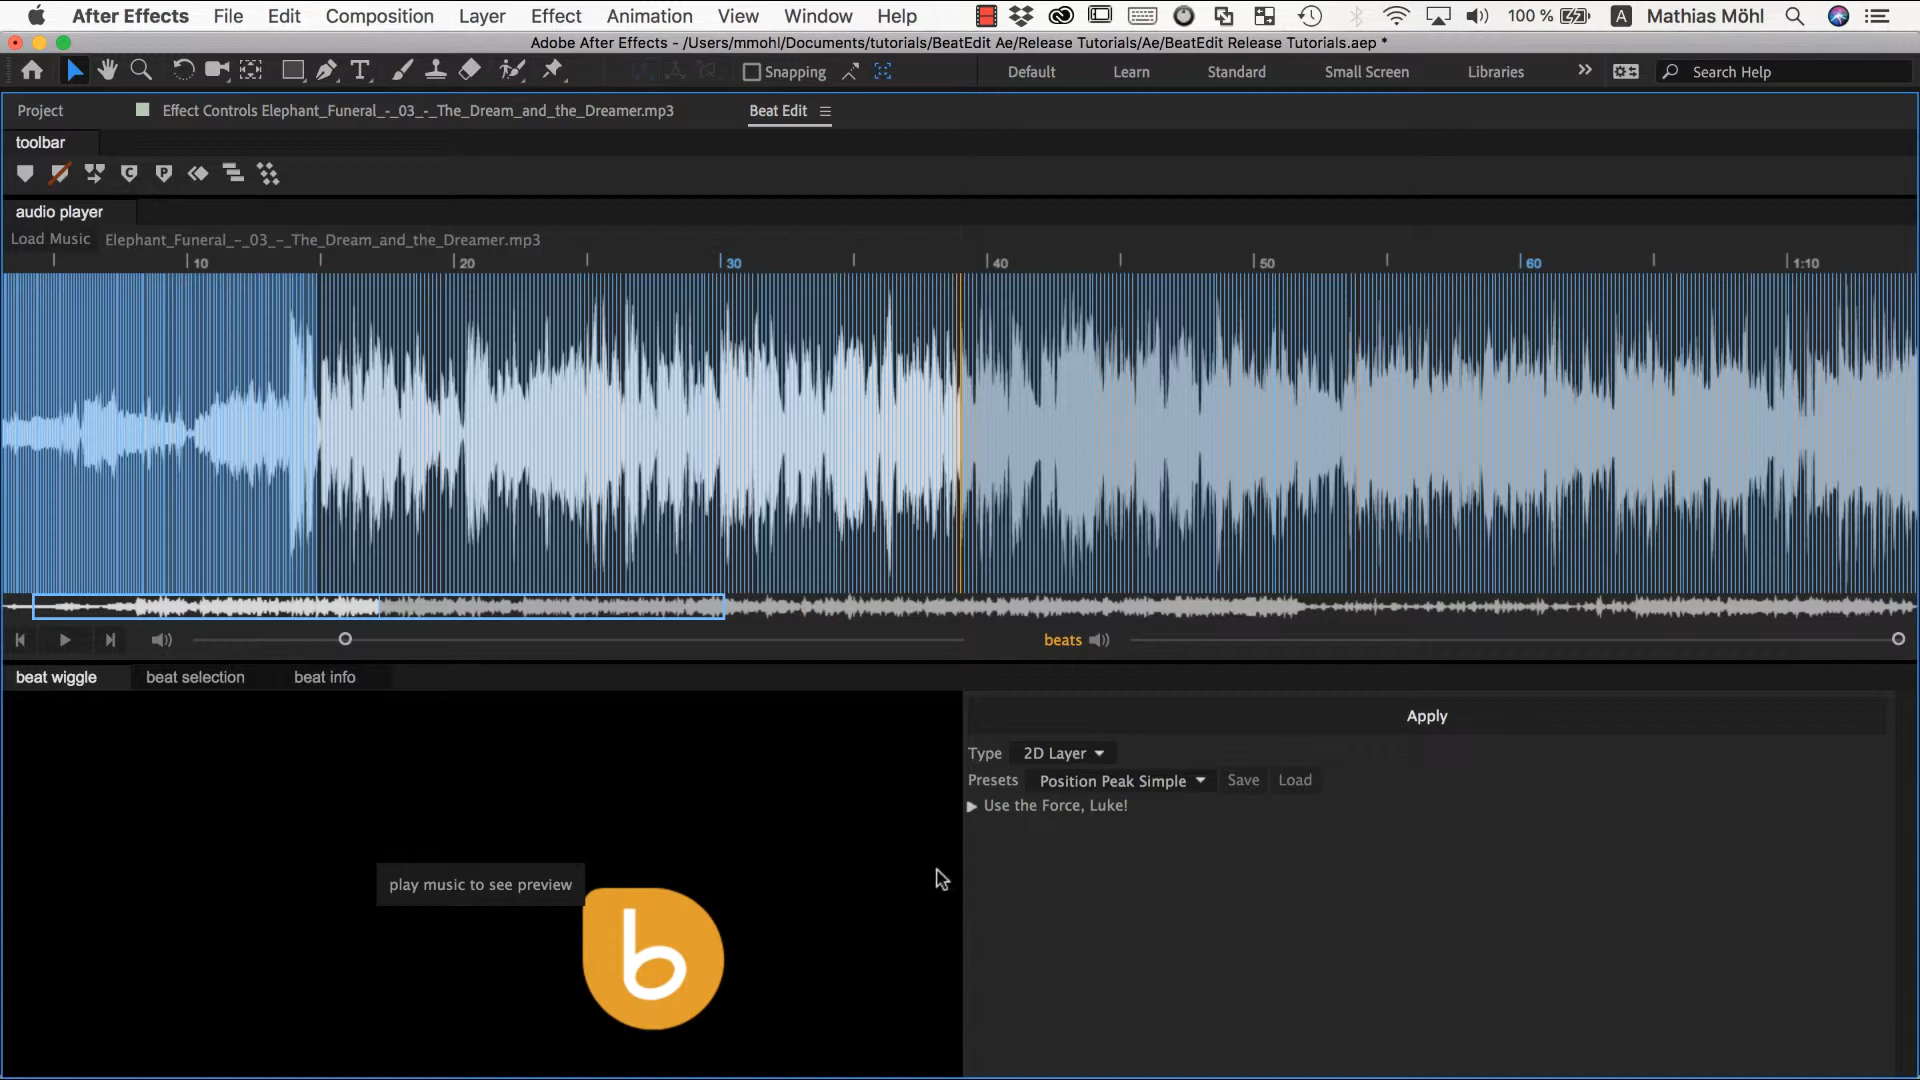 After Effects File Edit Composition Layer Effect Animation View Window Help 100 % A Mathias Möhl
Adobe After Effects - /Users/mmohl/Documents/tutorials/BeatEdit Ae/Release Tutorials/Ae/BeatEdit Release Tutorials.aep *
T Snapping Default Learn Standard Small Screen Libraries Search Help
Project Effect Controls Elephant_Funeral_-_03_-_The_Dream_and_the_Dreamer.mp3 Beat Edit
toolbar
C P
audio player
Load Music Elephant_Funeral_-_03_-_The_Dream_and_the_Dreamer.mp3
10 20 30 40 50 60 1:10
beats
beat wiggle beat selection beat info
Apply
Type 2D Layer
Presets Position Peak Simple Save Load
Use the Force, Luke!
play music to see preview
b